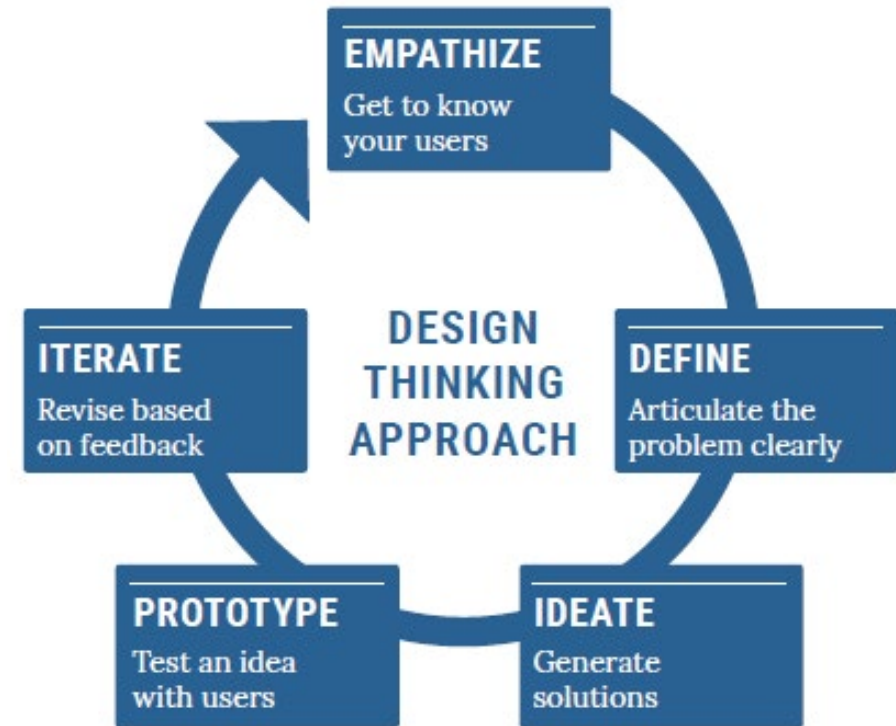 EMPATHIZE
Get to know
your users
DEFINE
Articulate the
problem clearly
IDEATE
Generate
solutions
PROTOTYPE
Test an idea
with users
ITERATE
Revise based
on feedback
DESIGN
THINKING
APPROACH